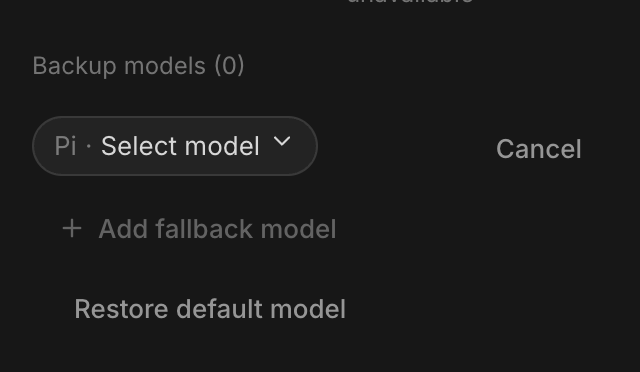 Backup models (0)
Pi · Select model
Cancel
+ Add fallback model
Restore default model